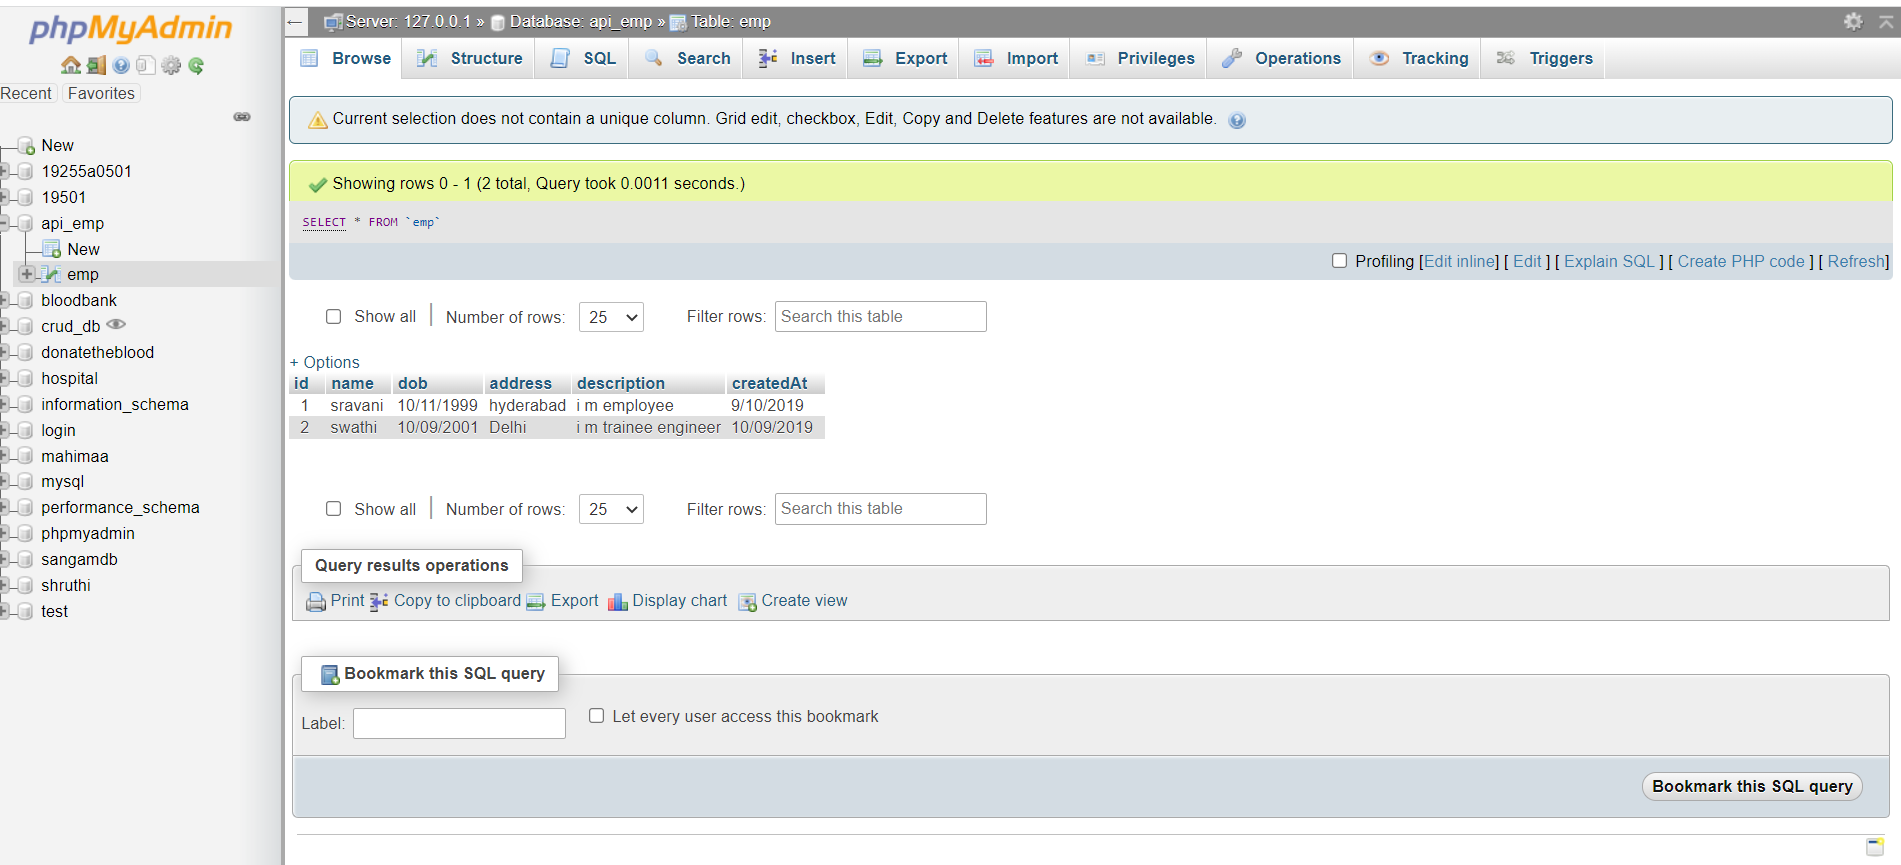 phpMyAdmin
Recent Favorites
New
19255a0501
19501
api_emp
New
emp
bloodbank
crud_db
donatetheblood
hospital
information_schema
login
mahimaa
mysql
performance_schema
phpmyadmin
sangamdb
shruthi
test
Server: 127.0.0.1 » Database: api_emp » Table: emp
Browse Structure SQL Search Insert Export Import Privileges Operations Tracking Triggers
Current selection does not contain a unique column. Grid edit, checkbox, Edit, Copy and Delete features are not available.
Showing rows 0 - 1 (2 total, Query took 0.0011 seconds.)
SELECT * FROM `emp`
Profiling [Edit inline] [ Edit ] [ Explain SQL ] [ Create PHP code ] [ Refresh]
Show all | Number of rows: 25 Filter rows: Search this table
+ Options
id name dob address description createdAt
1 sravani 10/11/1999 hyderabad i m employee 9/10/2019
2 swathi 10/09/2001 Delhi i m trainee engineer 10/09/2019
Show all | Number of rows: 25 Filter rows: Search this table
Query results operations
Print Copy to clipboard Export Display chart Create view
Bookmark this SQL query
Label: Let every user access this bookmark
Bookmark this SQL query